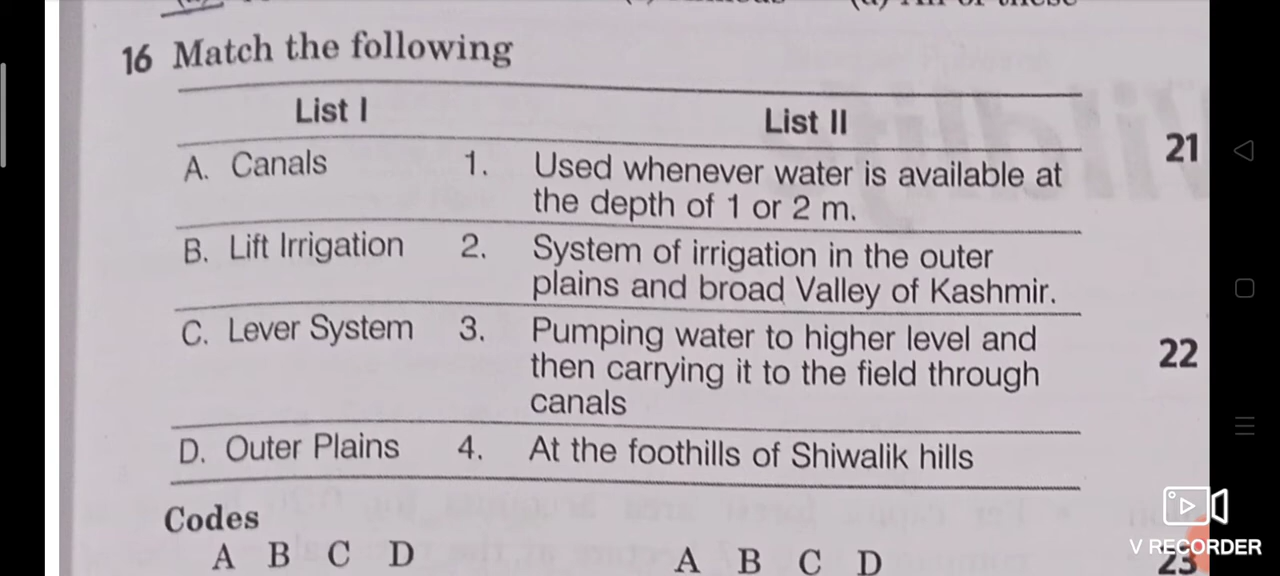 16 Match the following
List I List II
21
A. Canals 1. Used whenever water is available at
the depth of 1 or 2 m.
B. Lift Irrigation 2. System of irrigation in the outer
plains and broad Valley of Kashmir.
C. Lever System 3. Pumping water to higher level and
22
then carrying it to the field through
canals
D. Outer Plains 4. At the foothills of Shiwalik hills
Codes
A B C D A B C D
V RECORDER
23